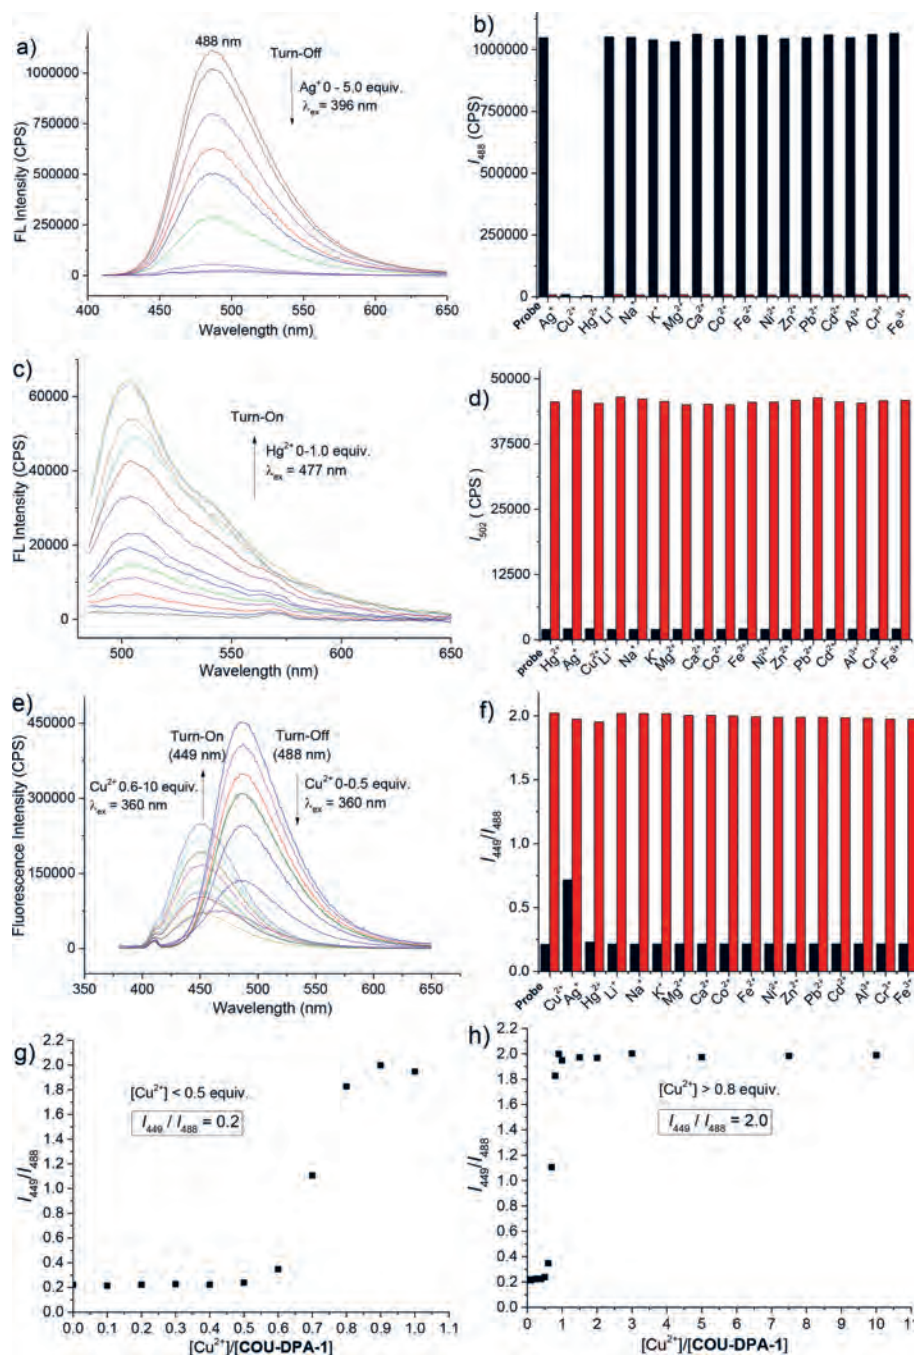 a)
488 nm
Turn-Off
Ag⁺ 0 - 5.0 equiv.
λex = 396 nm
1000000
750000
500000
250000
0
FL Intensity (CPS)
400 450 500 550 600 650
Wavelength (nm)
b)
1000000
750000
500000
250000
0
I488 (CPS)
Probe Ag⁺ Cu²⁺ Hg²⁺ Li⁺ Na⁺ K⁺ Mg²⁺ Ca²⁺ Co²⁺ Fe²⁺ Ni²⁺ Zn²⁺ Pb²⁺ Cd²⁺ Al³⁺ Cr³⁺ Fe³⁺
c)
Turn-On
Hg²⁺ 0-1.0 equiv.
λex = 477 nm
60000
40000
20000
0
FL Intensity (CPS)
500 550 600 650
Wavelength (nm)
d)
50000
37500
25000
12500
0
I502 ( CPS )
probe Hg²⁺ Ag⁺ Cu²⁺ Li⁺ Na⁺ K⁺ Mg²⁺ Ca²⁺ Co²⁺ Fe²⁺ Ni²⁺ Zn²⁺ Pb²⁺ Cd²⁺ Al³⁺ Cr³⁺ Fe³⁺
e)
Turn-On
(449 nm)
Turn-Off
(488 nm)
Cu²⁺ 0.6-10 equiv.
λex = 360 nm
Cu²⁺ 0-0.5 equiv.
λex = 360 nm
450000
300000
150000
0
Fluorescence Intensity (CPS)
350 400 450 500 550 600 650
Wavelength (nm)
f)
2.0
1.5
1.0
0.5
0.0
I449/I488
Probe Cu²⁺ Ag⁺ Hg²⁺ Li⁺ Na⁺ K⁺ Mg²⁺ Ca²⁺ Co²⁺ Fe²⁺ Ni²⁺ Zn²⁺ Pb²⁺ Cd²⁺ Al³⁺ Cr³⁺ Fe³⁺
g)
[Cu²⁺] < 0.5 equiv.
I449 / I488 = 0.2
2.2
2.0
1.8
1.6
1.4
1.2
1.0
0.8
0.6
0.4
0.2
0.0
I449/I488
0.0 0.1 0.2 0.3 0.4 0.5 0.6 0.7 0.8 0.9 1.0 1.1
[Cu²⁺]/[COU-DPA-1]
h)
[Cu²⁺] > 0.8 equiv.
I449 / I488 = 2.0
2.2
2.0
1.8
1.6
1.4
1.2
1.0
0.8
0.6
0.4
0.2
0.0
I449/I488
0 1 2 3 4 5 6 7 8 9 10 11
[Cu²⁺]/[COU-DPA-1]